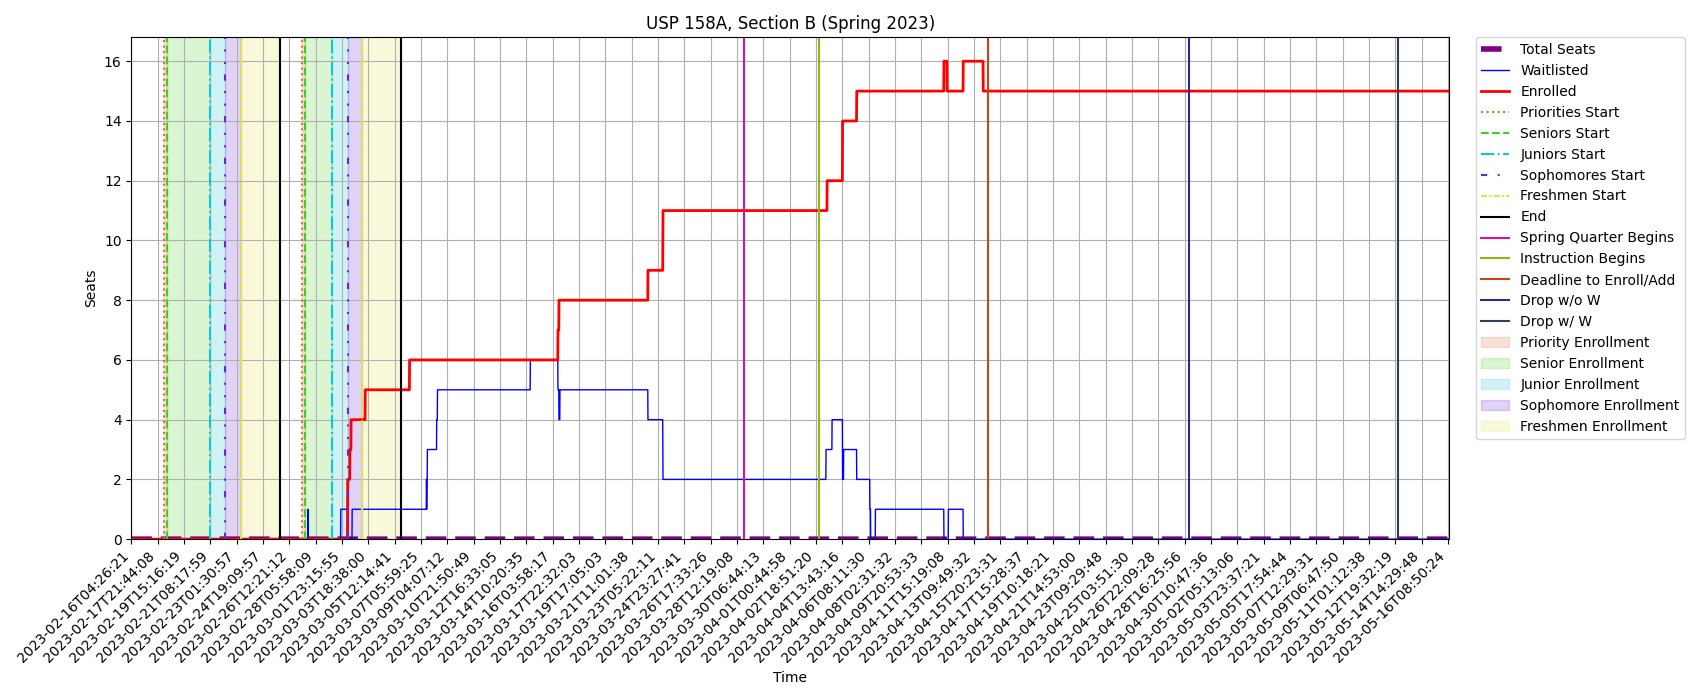 USP 158A, Section B (Spring 2023)
Seats
16
14
12
10
8
6
4
2
0
2023-02-16T04:26:21
2023-02-17T21:44:08
2023-02-19T15:16:19
2023-02-21T08:17:59
2023-02-23T01:30:57
2023-02-24T19:09:57
2023-02-26T12:21:12
2023-02-28T05:58:09
2023-03-01T23:15:55
2023-03-03T18:38:00
2023-03-05T12:14:41
2023-03-07T05:59:25
2023-03-09T04:07:12
2023-03-10T21:50:49
2023-03-12T16:33:05
2023-03-14T10:20:35
2023-03-16T03:58:17
2023-03-17T22:32:03
2023-03-19T17:05:03
2023-03-21T11:01:38
2023-03-23T05:22:11
2023-03-24T23:27:41
2023-03-26T17:33:26
2023-03-28T12:19:08
2023-03-30T06:44:13
2023-04-01T00:44:58
2023-04-02T18:51:20
2023-04-04T13:43:16
2023-04-06T08:11:30
2023-04-08T02:31:32
2023-04-09T20:53:33
2023-04-11T15:19:08
2023-04-13T09:49:32
2023-04-15T20:23:31
2023-04-17T15:28:37
2023-04-19T10:18:21
2023-04-21T14:53:00
2023-04-23T09:29:48
2023-04-25T03:51:30
2023-04-26T22:09:28
2023-04-28T16:25:56
2023-04-30T10:47:36
2023-05-02T05:13:06
2023-05-03T23:37:21
2023-05-05T17:54:44
2023-05-07T12:29:31
2023-05-09T06:47:50
2023-05-11T01:12:38
2023-05-12T19:32:19
2023-05-14T14:29:48
2023-05-16T08:50:24
Time
Total Seats
Waitlisted
Enrolled
Priorities Start
Seniors Start
Juniors Start
Sophomores Start
Freshmen Start
End
Spring Quarter Begins
Instruction Begins
Deadline to Enroll/Add
Drop w/o W
Drop w/ W
Priority Enrollment
Senior Enrollment
Junior Enrollment
Sophomore Enrollment
Freshmen Enrollment